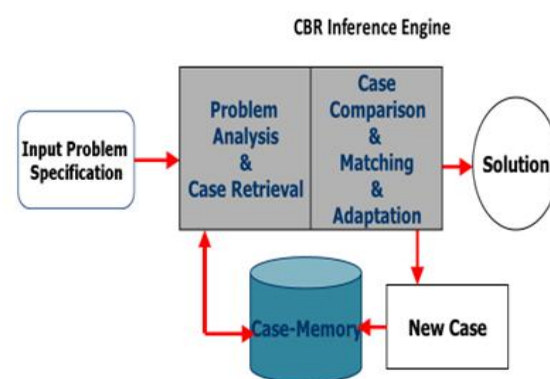 CBR Inference Engine
Input Problem
Specification
Problem
Analysis
&
Case Retrieval
Case
Comparison
&
Matching
&
Adaptation
Solution
Case-Memory
New Case